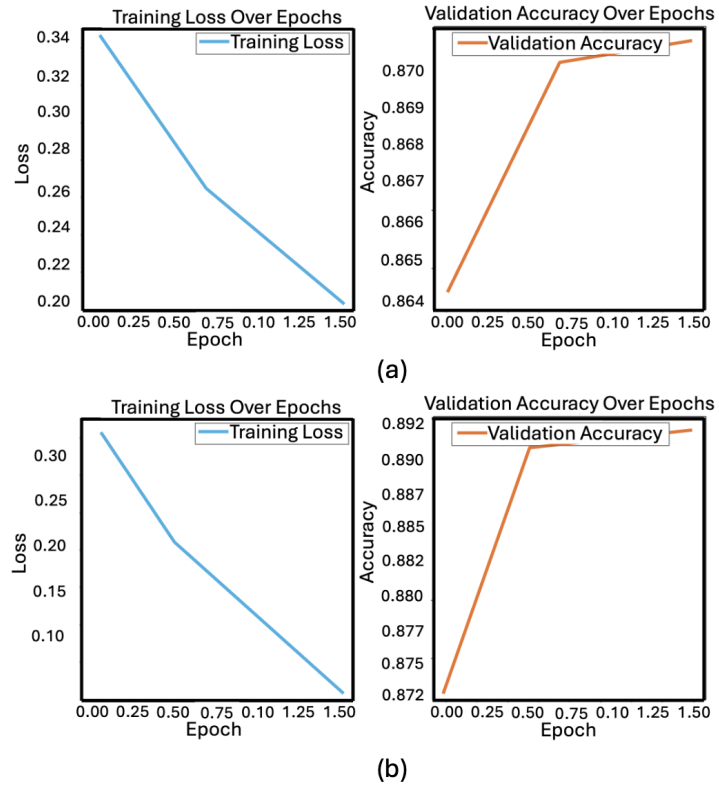 Training Loss Over Epochs
Training Loss
0.34
0.32
0.30
0.28
0.26
0.24
0.22
0.20
Loss
0.00 0.25 0.50 0.75 0.10 1.25 1.50
Epoch
Validation Accuracy Over Epochs
Validation Accuracy
0.870
0.869
0.868
0.867
0.866
0.865
0.864
Accuracy
0.00 0.25 0.50 0.75 0.10 1.25 1.50
Epoch
(a)
Training Loss Over Epochs
Training Loss
0.30
0.25
0.20
0.15
0.10
Loss
0.00 0.25 0.50 0.75 0.10 1.25 1.50
Epoch
Validation Accuracy Over Epochs
Validation Accuracy
0.892
0.890
0.887
0.885
0.882
0.880
0.877
0.875
0.872
Accuracy
0.00 0.25 0.50 0.75 0.10 1.25 1.50
Epoch
(b)